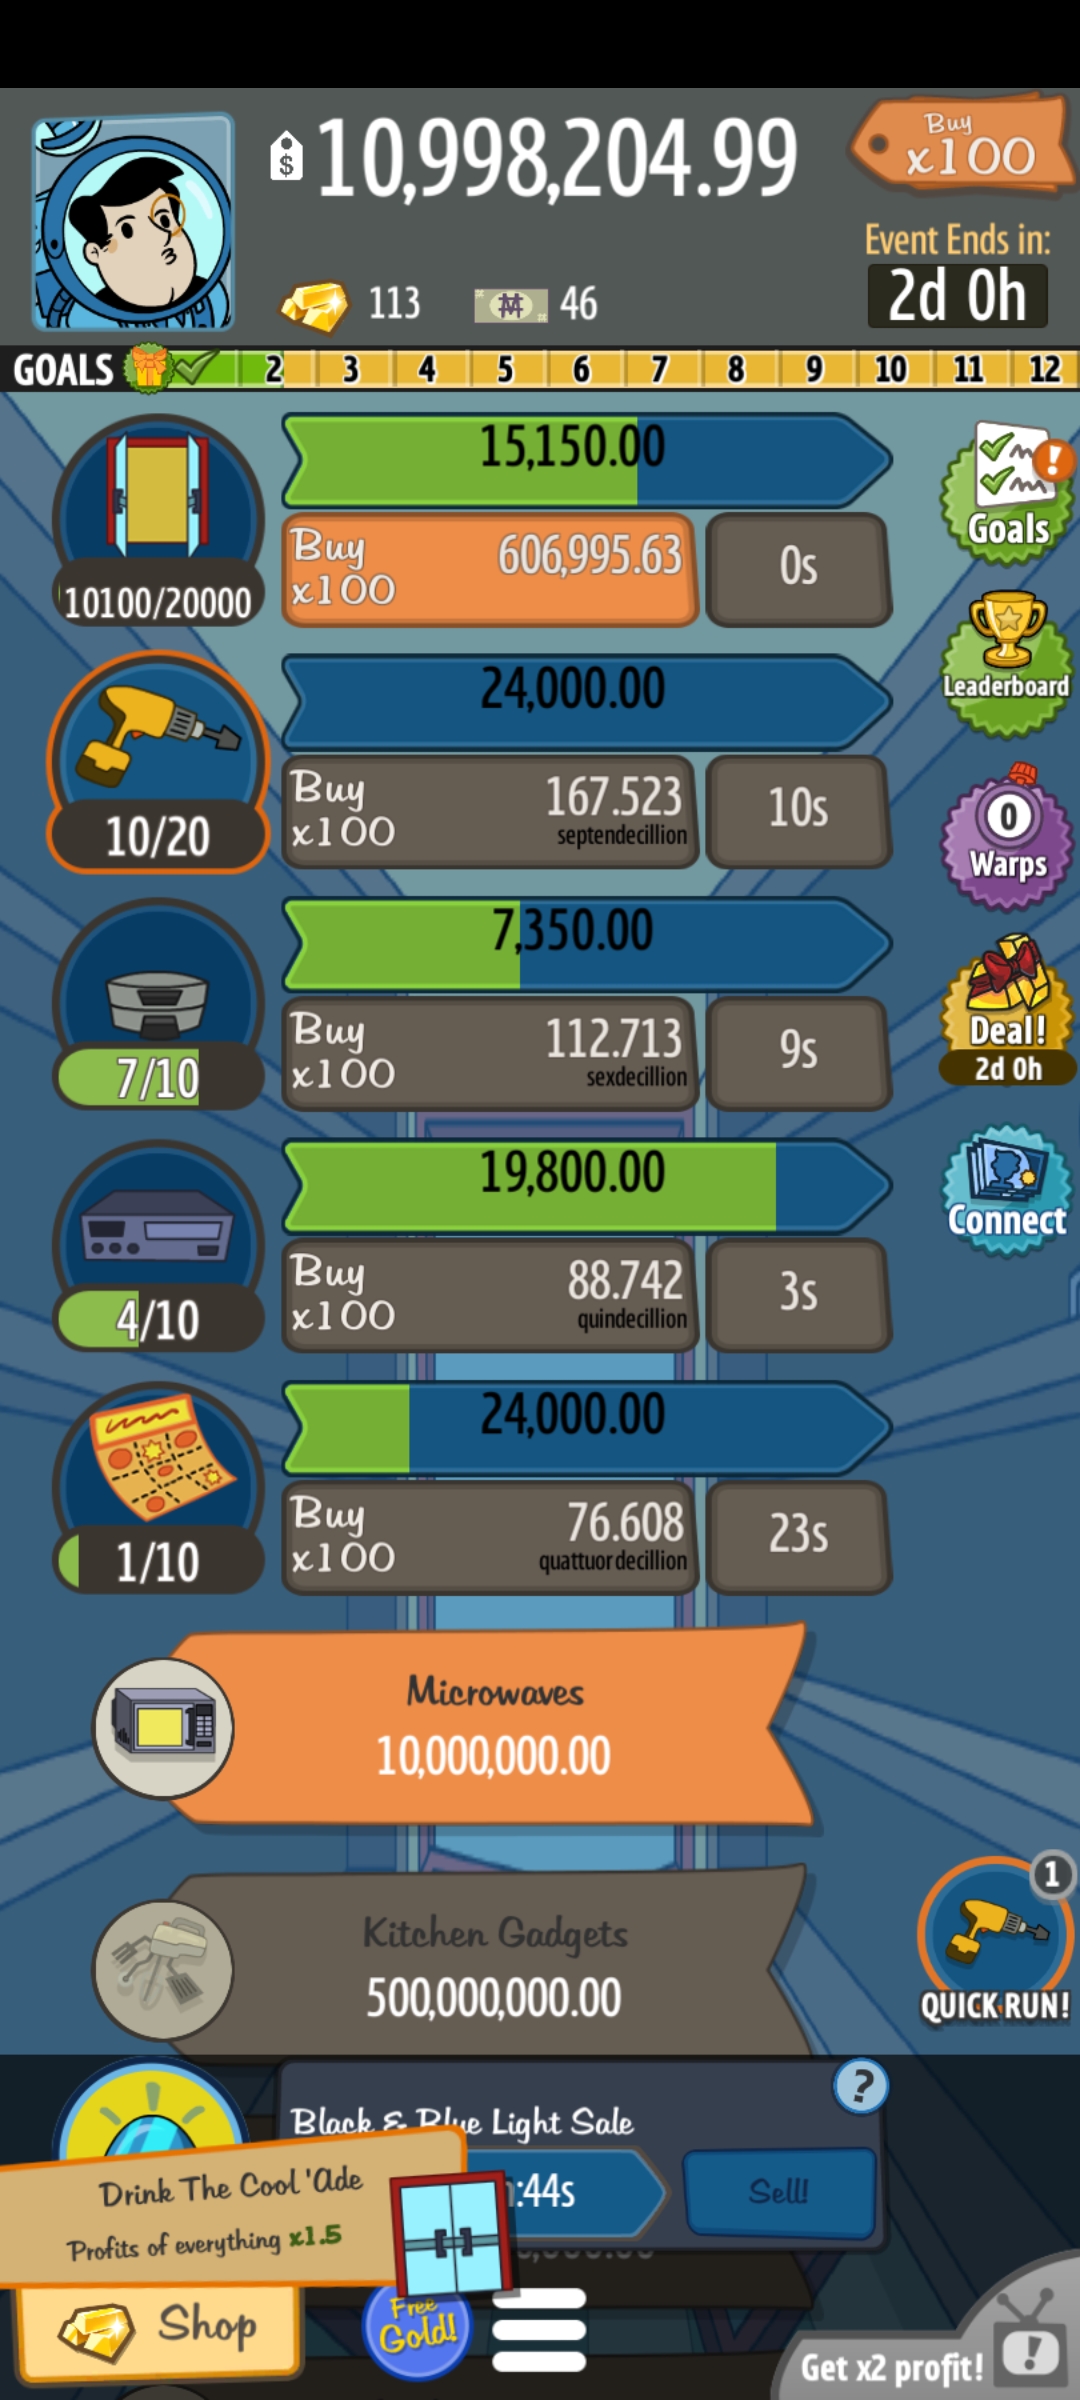 10,998,204.99
Buy
x100
Event Ends in:
2d 0h
113
46
GOALS 2 3 4 5 6 7 8 9 10 11 12
15,150.00
Buy
x100
606,995.63
0s
10100/20000
Goals
24,000.00
Buy
x100
167.523
septendecillion
10s
10/20
Leaderboard
7,350.00
Buy
x100
112.713
sexdecillion
9s
7/10
0
Warps
19,800.00
Buy
x100
88.742
quindecillion
3s
4/10
Deal!
2d 0h
24,000.00
Buy
x100
76.608
quattuordecillion
23s
1/10
Connect
Microwaves
10,000,000.00
Kitchen Gadgets
500,000,000.00
1
QUICK RUN!
Black & Blue Light Sale
?
:44s
Sell!
Drink The Cool 'Ade
Profits of everything x1.5
Shop
Free
Gold!
Get x2 profit!